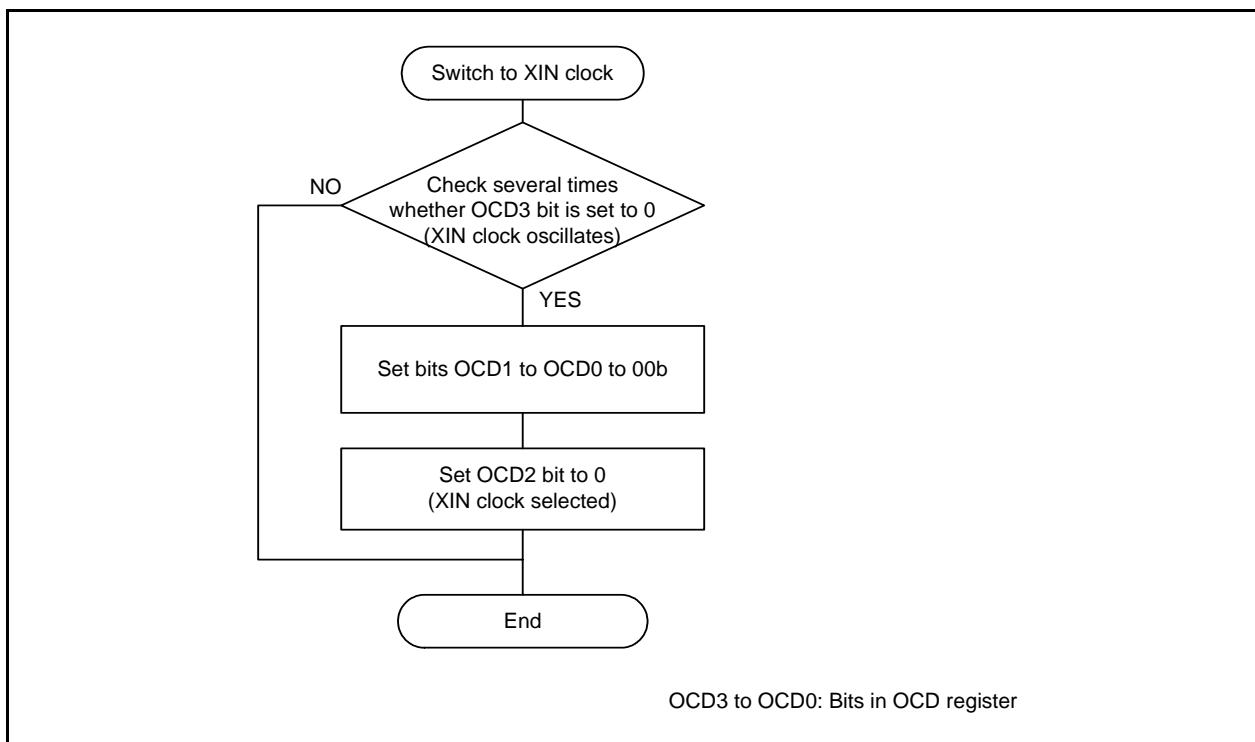 Switch to XIN clock
NO
Check several times
whether OCD3 bit is set to 0
(XIN clock oscillates)
YES
Set bits OCD1 to OCD0 to 00b
Set OCD2 bit to 0
(XIN clock selected)
End
OCD3 to OCD0: Bits in OCD register